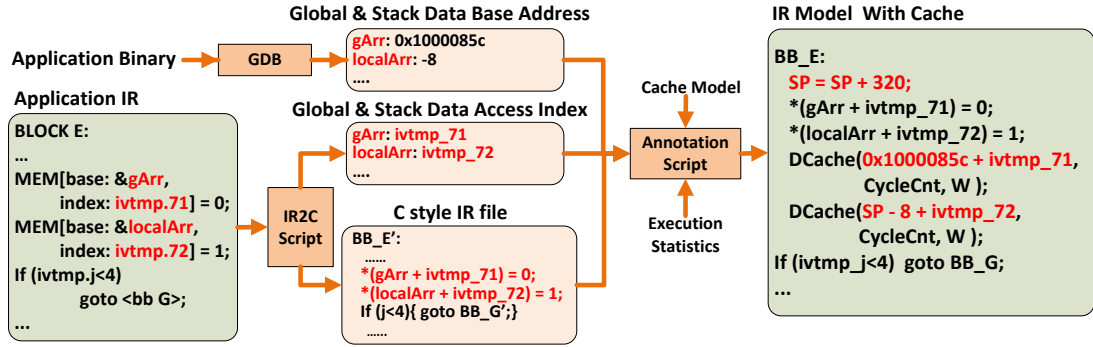 Global & Stack Data Base Address
gArr: 0x1000085c
localArr: -8
....
Application Binary
GDB
Application IR
BLOCK E:
...
MEM[base: &gArr,
index: ivtmp.71] = 0;
MEM[base: &localArr,
index: ivtmp.72] = 1;
If (ivtmp.j<4)
goto <bb G>;
...
IR2C
Script
Global & Stack Data Access Index
gArr: ivtmp_71
localArr: ivtmp_72
....
C style IR file
BB_E':
......
*(gArr + ivtmp_71) = 0;
*(localArr + ivtmp_72) = 1;
If (j<4){ goto BB_G';}
......
Cache Model
Annotation
Script
Execution
Statistics
IR Model With Cache
BB_E:
SP = SP + 320;
*(gArr + ivtmp_71) = 0;
*(localArr + ivtmp_72) = 1;
DCache(0x1000085c + ivtmp_71,
CycleCnt, W );
DCache(SP - 8 + ivtmp_72,
CycleCnt, W );
If (ivtmp_j<4) goto BB_G;
...